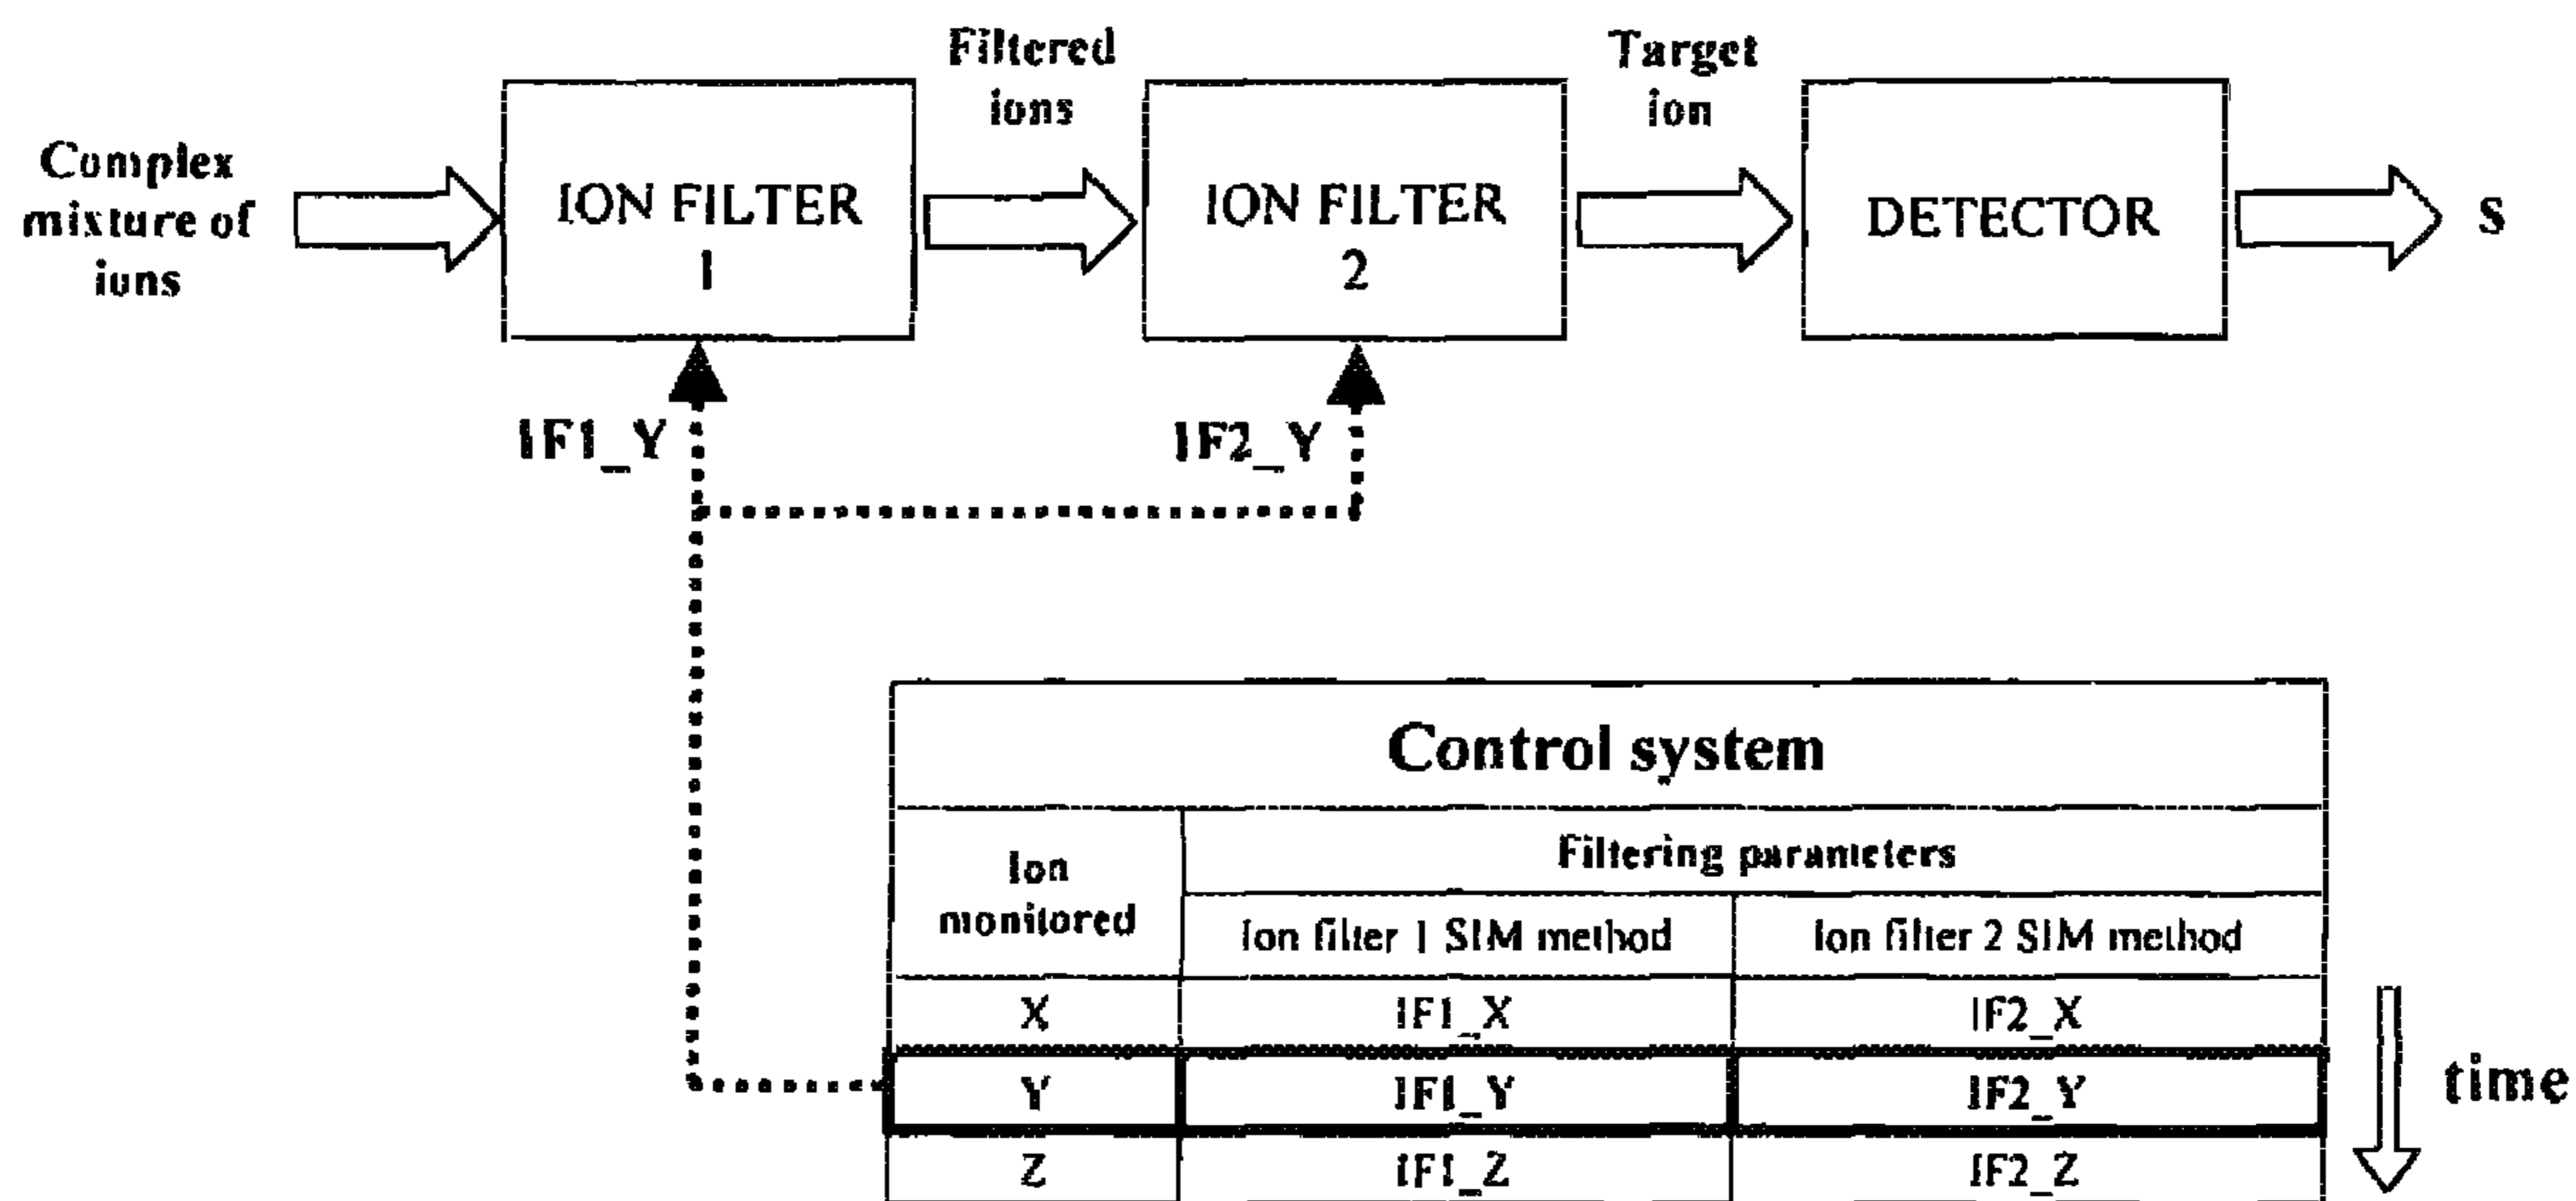 Complex
mixture of
ions
ION FILTER
1
Filtered
ions
ION FILTER
2
Target
ion
DETECTOR
S
IF1_Y
IF2_Y
Control system
Ion
monitored
Filtering parameters
Ion filter 1 SIM method
Ion filter 2 SIM method
X
IF1_X
IF2_X
Y
IF1_Y
IF2_Y
Z
IF1_Z
IF2_Z
time